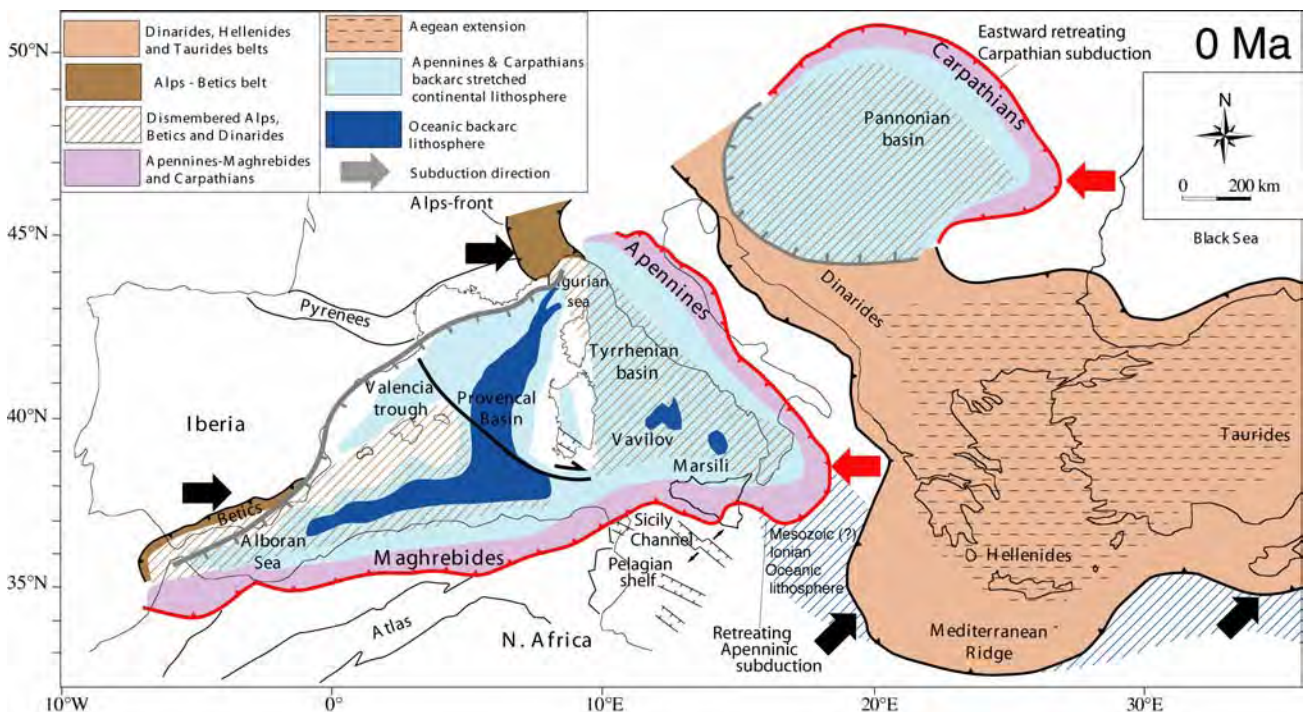 Dinarides, Hellenides
and Taurides belts
Alps - Betics belt
Dismembered Alps,
Betics and Dinarides
Apennines-Maghrebides
and Carpathians
Aegean extension
Apennines & Carpathians
backarc stretched
continental lithosphere
Oceanic backarc
lithosphere
Subduction direction
Eastward retreating
Carpathian subduction
0 Ma
N
0 200 km
50°N
45°N
40°N
35°N
Carpathians
Pannonian
basin
Alps-front
Black Sea
Apennines
Dinarides
igurian
sea
Pyrenees
Tyrrhenian
basin
Valencia
trough
Provencal
Basin
Iberia
Vavilov
Marsili
Taurides
Betics
Alboran
Sea
Maghrebides
Sicily
Channel
Pelagian
shelf
Mesozoic (?)
Ionian
Oceanic
lithosphere
Hellenides
Atlas
N. Africa
Retreating
Apenninic
subduction
Mediterranean
Ridge
10°W
0°
10°E
20°E
30°E